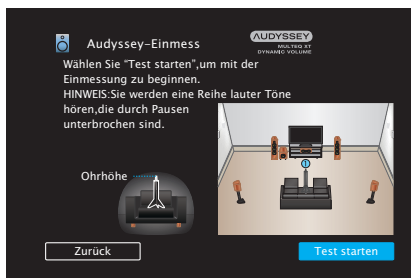 Audyssey-Einmess
AUDYSSEY
MULTEQ XT
DYNAMIC VOLUME
Wählen Sie “Test starten”,um mit der
Einmessung zu beginnen.
HINWEIS:Sie werden eine Reihe lauter Töne
hören,die durch Pausen
unterbrochen sind.
1
Ohrhöhe
Zurück
Test starten